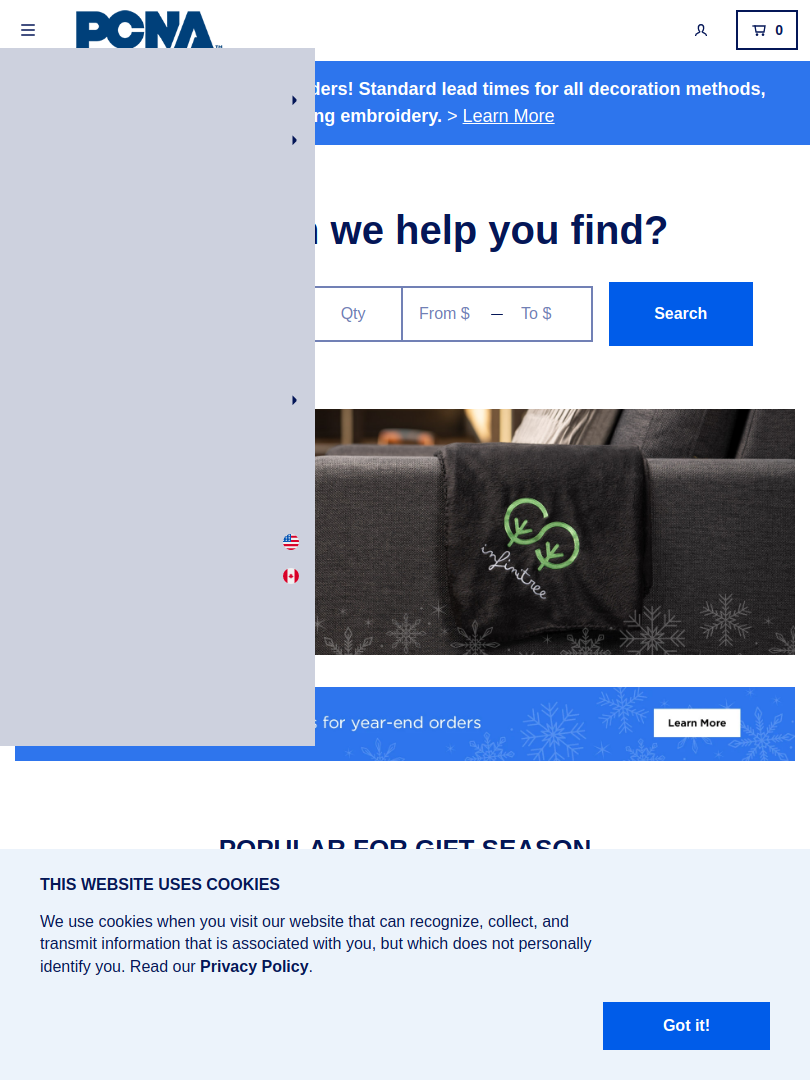 PCNA™
0
ders! Standard lead times for all decoration methods,
ng embroidery. > Learn More
we help you find?
Qty
From $ – To $
Search
infinitree
s for year-end orders
Learn More
POPULAR FOR GIFT SEASON
THIS WEBSITE USES COOKIES
We use cookies when you visit our website that can recognize, collect, and
transmit information that is associated with you, but which does not personally
identify you. Read our Privacy Policy.
Got it!